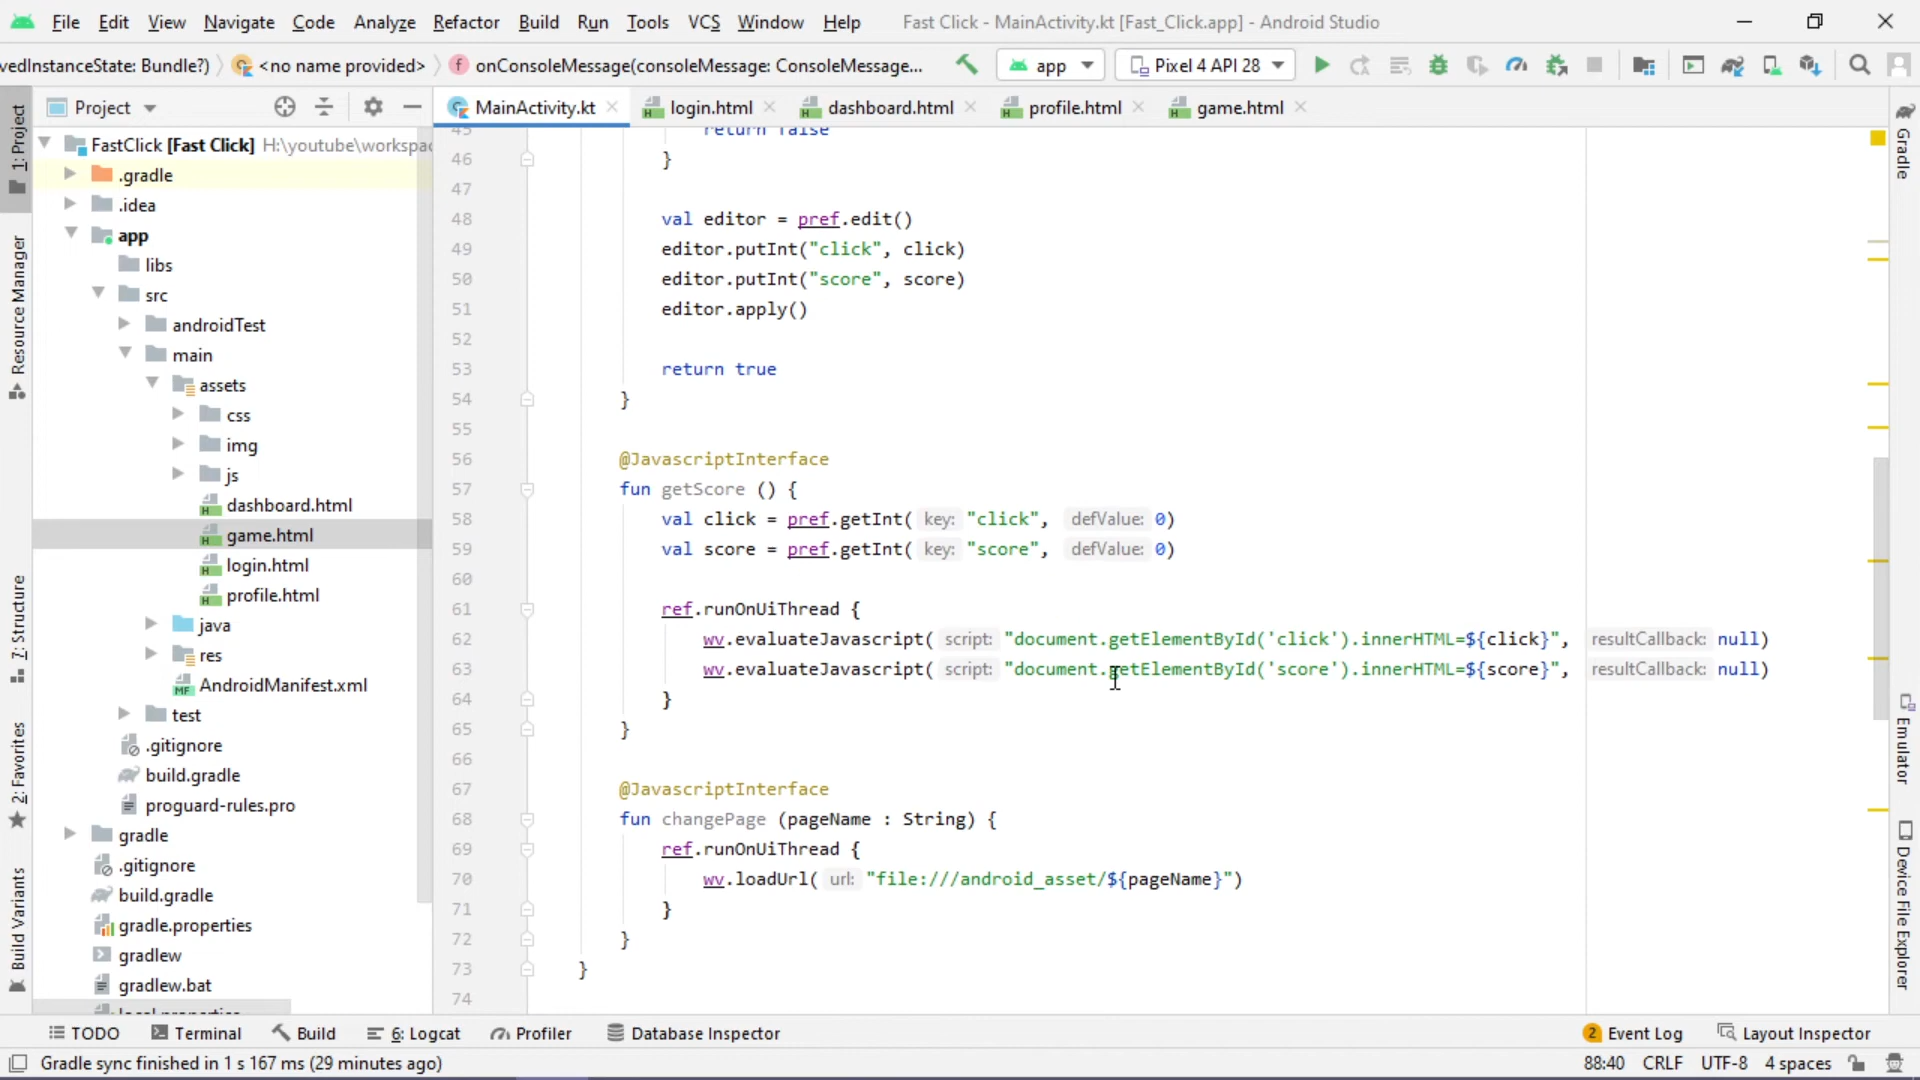 File Edit View Navigate Code Analyze Refactor Build Run Tools VCS Window Help Fast Click - MainActivity.kt [Fast_Click.app] - Android Studio
vedInstanceState: Bundle?) <no name provided> onConsoleMessage(consoleMessage: ConsoleMessage... app Pixel 4 API 28
Project MainActivity.kt login.html dashboard.html profile.html game.html
1: Project
Resource Manager
7: Structure
2: Favorites
Build Variants
FastClick [Fast Click] H:\youtube\workspac
.gradle
.idea
app
libs
src
androidTest
main
assets
css
img
js
dashboard.html
game.html
login.html
profile.html
java
res
AndroidManifest.xml
test
.gitignore
build.gradle
proguard-rules.pro
gradle
.gitignore
build.gradle
gradle.properties
gradlew
gradlew.bat
local.properties
45 return false
46 }
47
48 val editor = pref.edit()
49 editor.putInt("click", click)
50 editor.putInt("score", score)
51 editor.apply()
52
53 return true
54 }
55
56 @JavascriptInterface
57 fun getScore () {
58 val click = pref.getInt( key: "click", defValue: 0)
59 val score = pref.getInt( key: "score", defValue: 0)
60
61 ref.runOnUiThread {
62 wv.evaluateJavascript( script: "document.getElementById('click').innerHTML=${click}", resultCallback: null)
63 wv.evaluateJavascript( script: "document.getElementById('score').innerHTML=${score}", resultCallback: null)
64 }
65 }
66
67 @JavascriptInterface
68 fun changePage (pageName : String) {
69 ref.runOnUiThread {
70 wv.loadUrl( url: "file:///android_asset/${pageName}")
71 }
72 }
73 }
74
Gradle
Emulator
Device File Explorer
TODO Terminal Build 6: Logcat Profiler Database Inspector 2 Event Log Layout Inspector
Gradle sync finished in 1 s 167 ms (29 minutes ago) 88:40 CRLF UTF-8 4 spaces